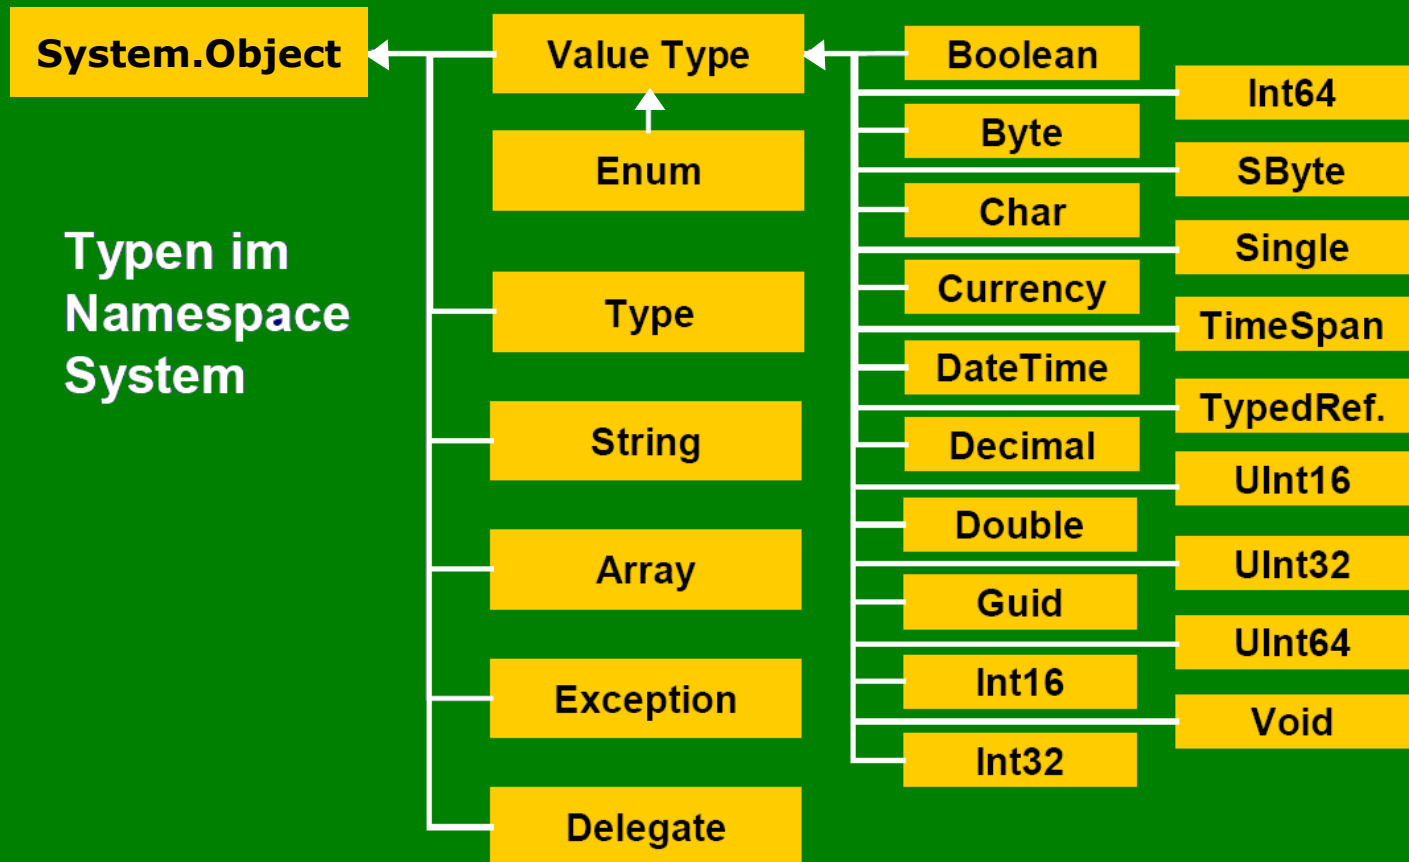 System.Object
Typen im
Namespace
System
Value Type
Enum
Type
String
Array
Exception
Delegate
Boolean
Byte
Char
Currency
DateTime
Decimal
Double
Guid
Int16
Int32
Int64
SByte
Single
TimeSpan
TypedRef.
UInt16
UInt32
UInt64
Void